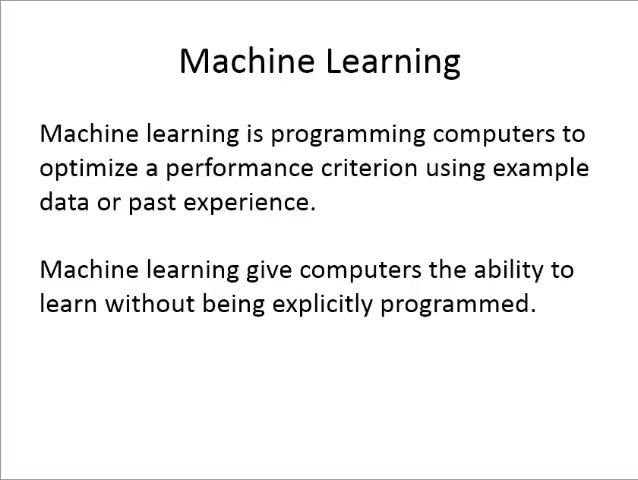 Machine Learning
Machine learning is programming computers to
optimize a performance criterion using example
data or past experience.
Machine learning give computers the ability to
learn without being explicitly programmed.